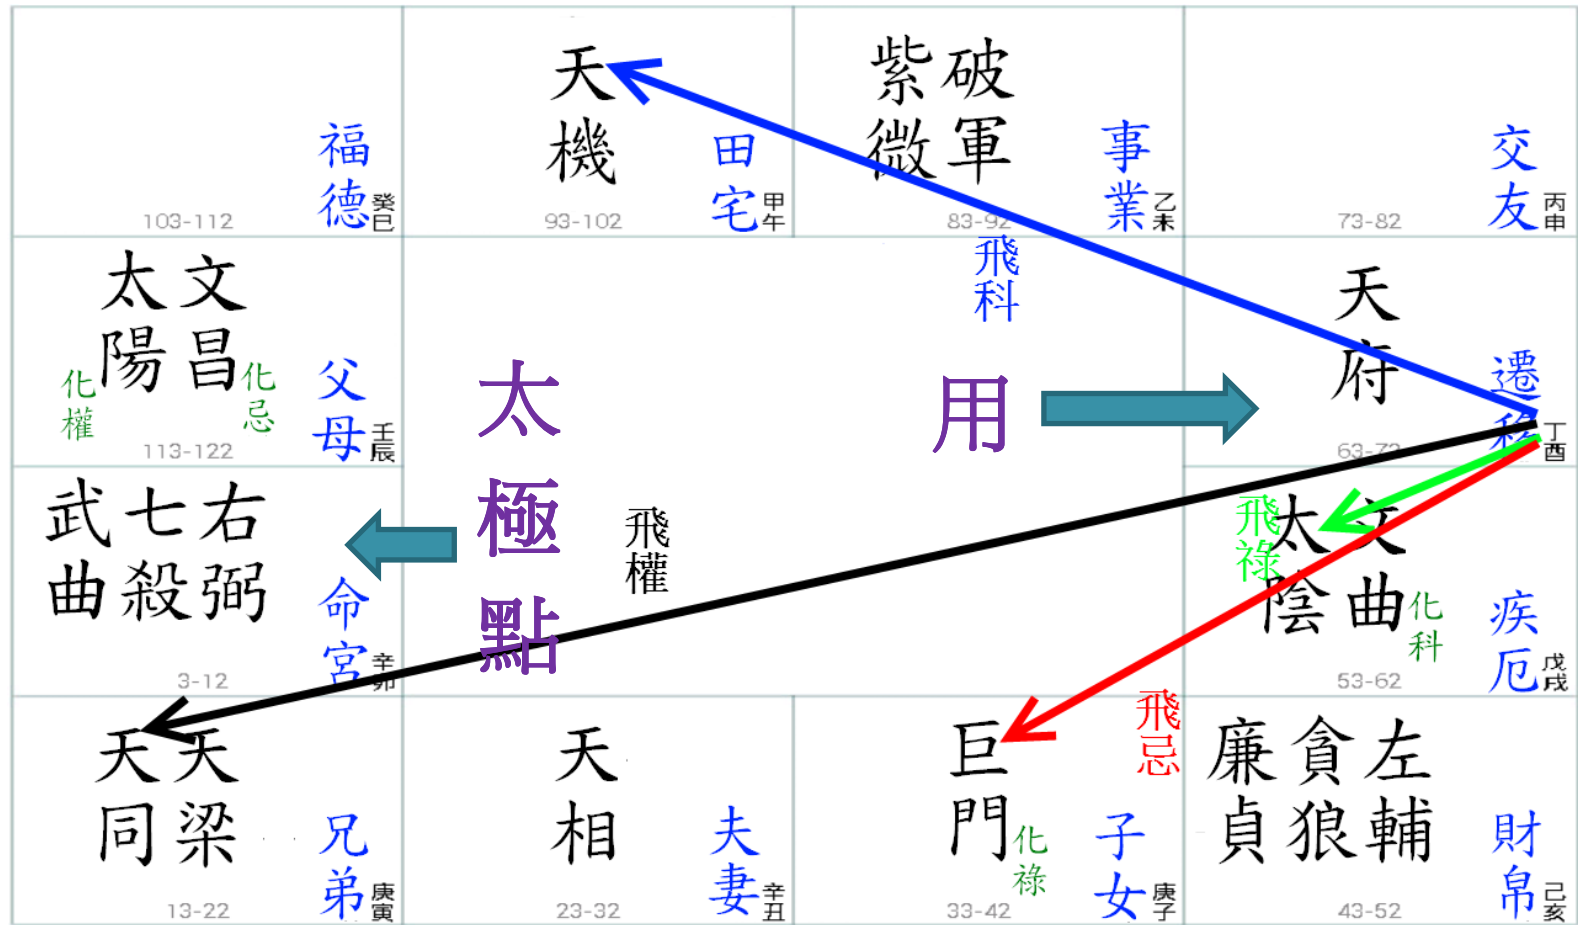 天機
紫微
破軍
福德
癸巳
103-112
田宅
甲午
93-102
事業
乙未
83-92
交友
丙申
73-82
飛科
太陽
文昌
化權
化忌
父母
壬辰
113-122
天府
遷移
丁酉
63-72
太極點
用
武曲
七殺
右弼
命宮
辛卯
3-12
飛權
飛祿
太陰
文曲
化科
疾厄
戊戌
53-62
天同
天梁
兄弟
庚寅
13-22
天相
夫妻
辛丑
23-32
巨門
化祿
子女
庚子
33-42
飛忌
廉貞
貪狼
左輔
財帛
己亥
43-52